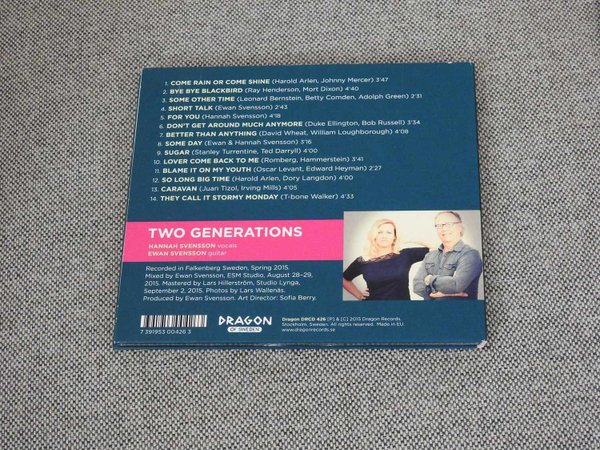 1. COME RAIN OR COME SHINE (Harold Arlen, Johnny Mercer) 3'47
2. BYE BYE BLACKBIRD (Ray Henderson, Mort Dixon) 4'40
3. SOME OTHER TIME (Leonard Bernstein, Betty Comden, Adolph Green) 2'31
4. SHORT TALK (Ewan Svensson) 2'43
5. FOR YOU (Hannah Svensson) 4'18
6. DON'T GET AROUND MUCH ANYMORE (Duke Ellington, Bob Russell) 3'34
7. BETTER THAN ANYTHING (David Wheat, William Loughborough) 4'08
8. SOME DAY (Ewan & Hannah Svensson) 3'16
9. SUGAR (Stanley Turrentine, Ted Darryll) 4'00
10. LOVER COME BACK TO ME (Romberg, Hammerstein) 3'41
11. BLAME IT ON MY YOUTH (Oscar Levant, Edward Heyman) 2'27
12. SO LONG BIG TIME (Harold Arlen, Dory Langdon) 4'00
13. CARAVAN (Juan Tizol, Irving Mills) 4'05
14. THEY CALL IT STORMY MONDAY (T-bone Walker) 4'33
TWO GENERATIONS
HANNAH SVENSSON vocals
EWAN SVENSSON guitar
Recorded in Falkenberg Sweden, Spring 2015.
Mixed by Ewan Svensson, ESM Studio, August 28-29,
2015. Mastered by Lars Hillerström, Studio Lynga,
September 2, 2015. Photos by Lars Wallenäs.
Produced by Ewan Svensson. Art Director: Sofia Berry.
7 391953 00426 3
DRAGON
OF SWEDEN
Dragon DRCD 426 [P] & [C] 2015 Dragon Records.
Stockholm, Sweden. All rights reserved. Made in EU.
www.dragonrecords.se